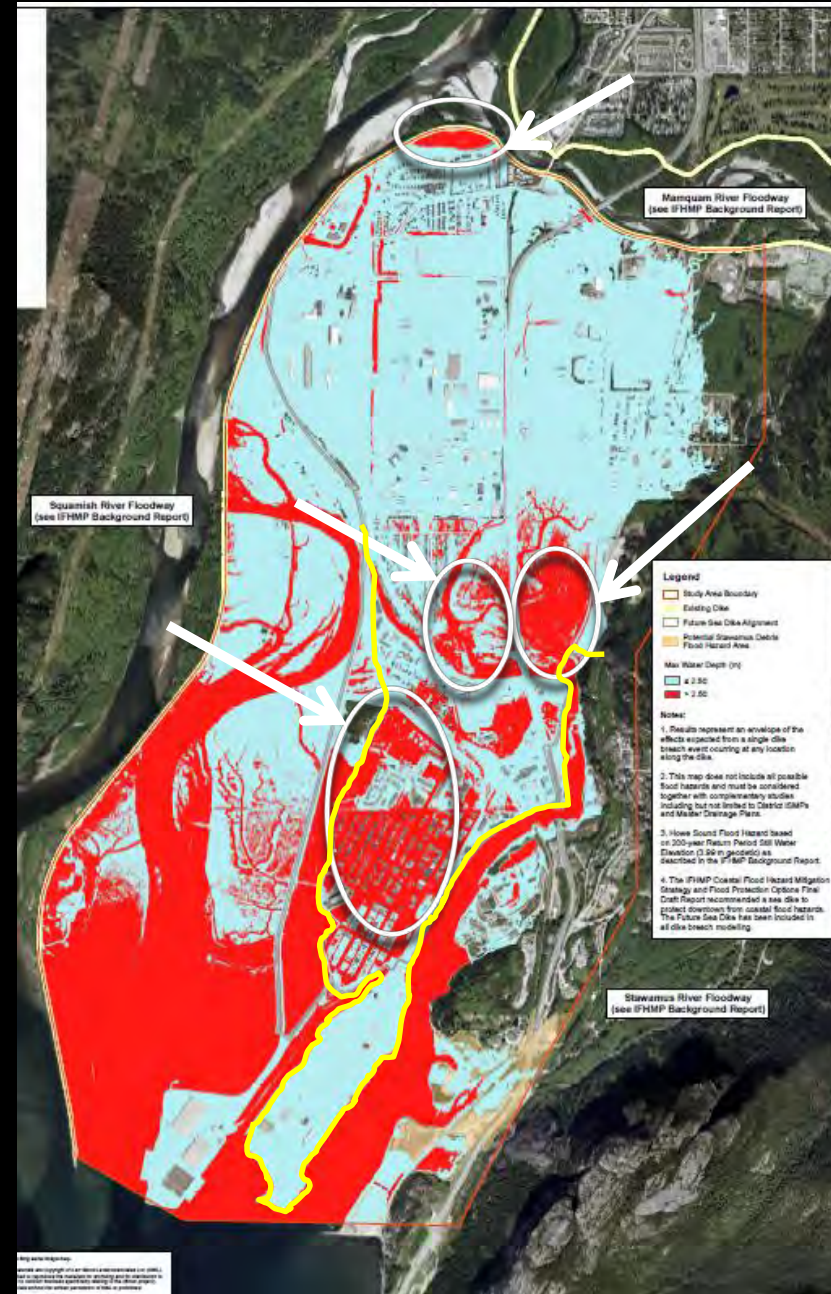 Mamquam River Floodway
(see IFHMP Background Report)
Squamish River Floodway
(see IFHMP Background Report)
Legend
Study Area Boundary
Existing Dike
Future Sea Dike Alignment
Potential Stawamus Debris
Flood Hazard Area
Max Water Depth (m)
≤ 2.50
> 2.50
Notes:
1. Results represent an envelope of the
effects expected from a single dike
breach event occurring at any location
along the dike.
2. This map does not include all possible
flood hazards and must be considered
together with complementary studies
including but not limited to District ISMPs
and Master Drainage Plans.
3. Howe Sound Flood Hazard based
on 200-year Return Period Still Water
Elevation (3.99 m geodetic) as
described in the IFHMP Background Report.
4. The IFHMP Coastal Flood Hazard Mitigation
Strategy and Flood Protection Options Final
Draft Report recommended a sea dike to
protect downtown from coastal flood hazards.
The Future Sea Dike has been included in
all dike breach modelling.
Stawamus River Floodway
(see IFHMP Background Report)